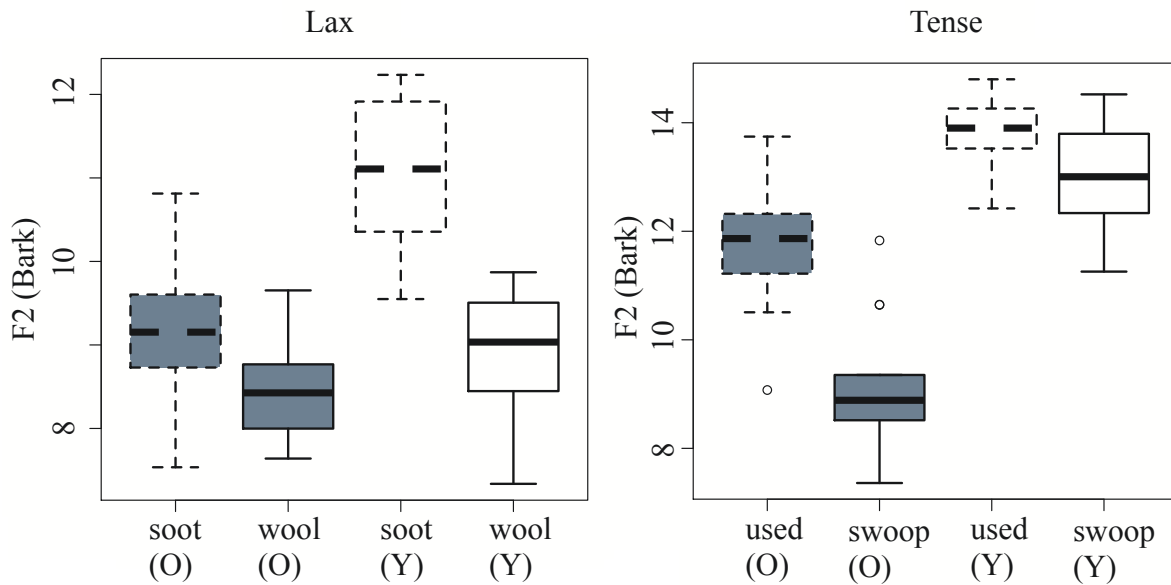 Lax
F2 (Bark)
12
10
8
soot wool soot wool
(O) (O) (Y) (Y)
Tense
F2 (Bark)
14
12
10
8
used swoop used swoop
(O) (O) (Y) (Y)